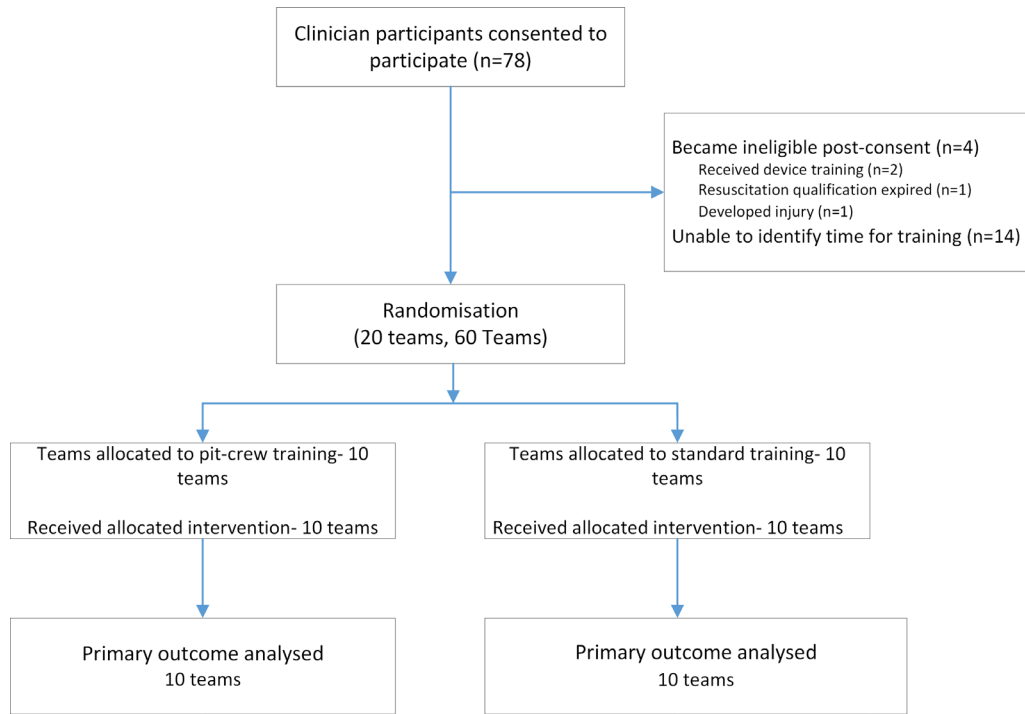 Clinician participants consented to
participate (n=78)
Became ineligible post-consent (n=4)
Received device training (n=2)
Resuscitation qualification expired (n=1)
Developed injury (n=1)
Unable to identify time for training (n=14)
Randomisation
(20 teams, 60 Teams)
Teams allocated to pit-crew training- 10
teams
Received allocated intervention- 10 teams
Teams allocated to standard training- 10
teams
Received allocated intervention- 10 teams
Primary outcome analysed
10 teams
Primary outcome analysed
10 teams